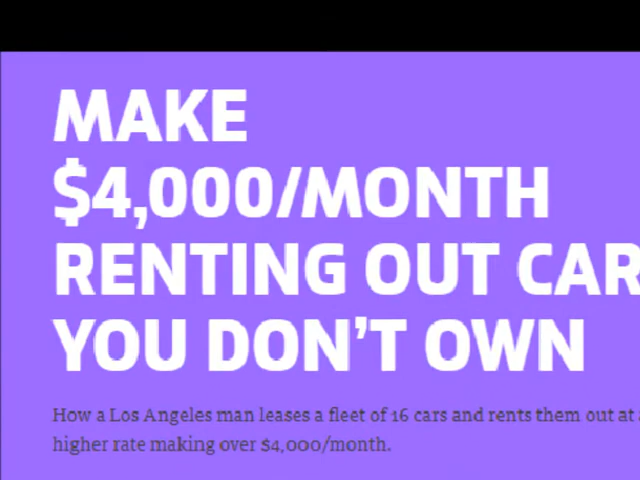 MAKE
$4,000/MONTH
RENTING OUT CAR
YOU DON'T OWN
How a Los Angeles man leases a fleet of 16 cars and rents them out at
higher rate making over $4,000/month.